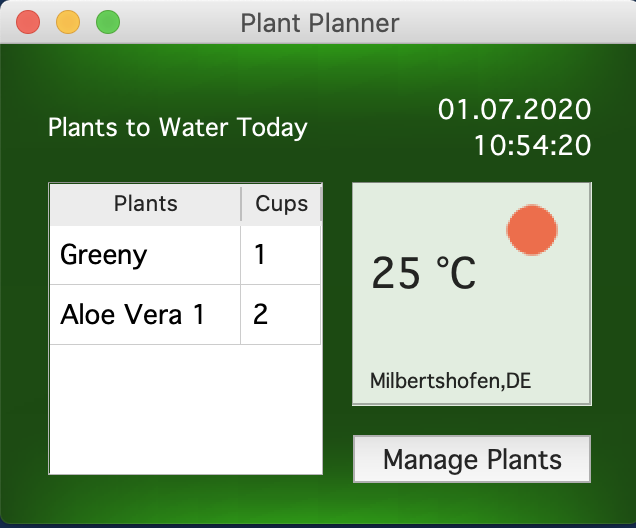 Plant Planner
Plants to Water Today
01.07.2020
10:54:20
Plants Cups
Greeny 1
Aloe Vera 1 2
25 °C
Milbertshofen,DE
Manage Plants